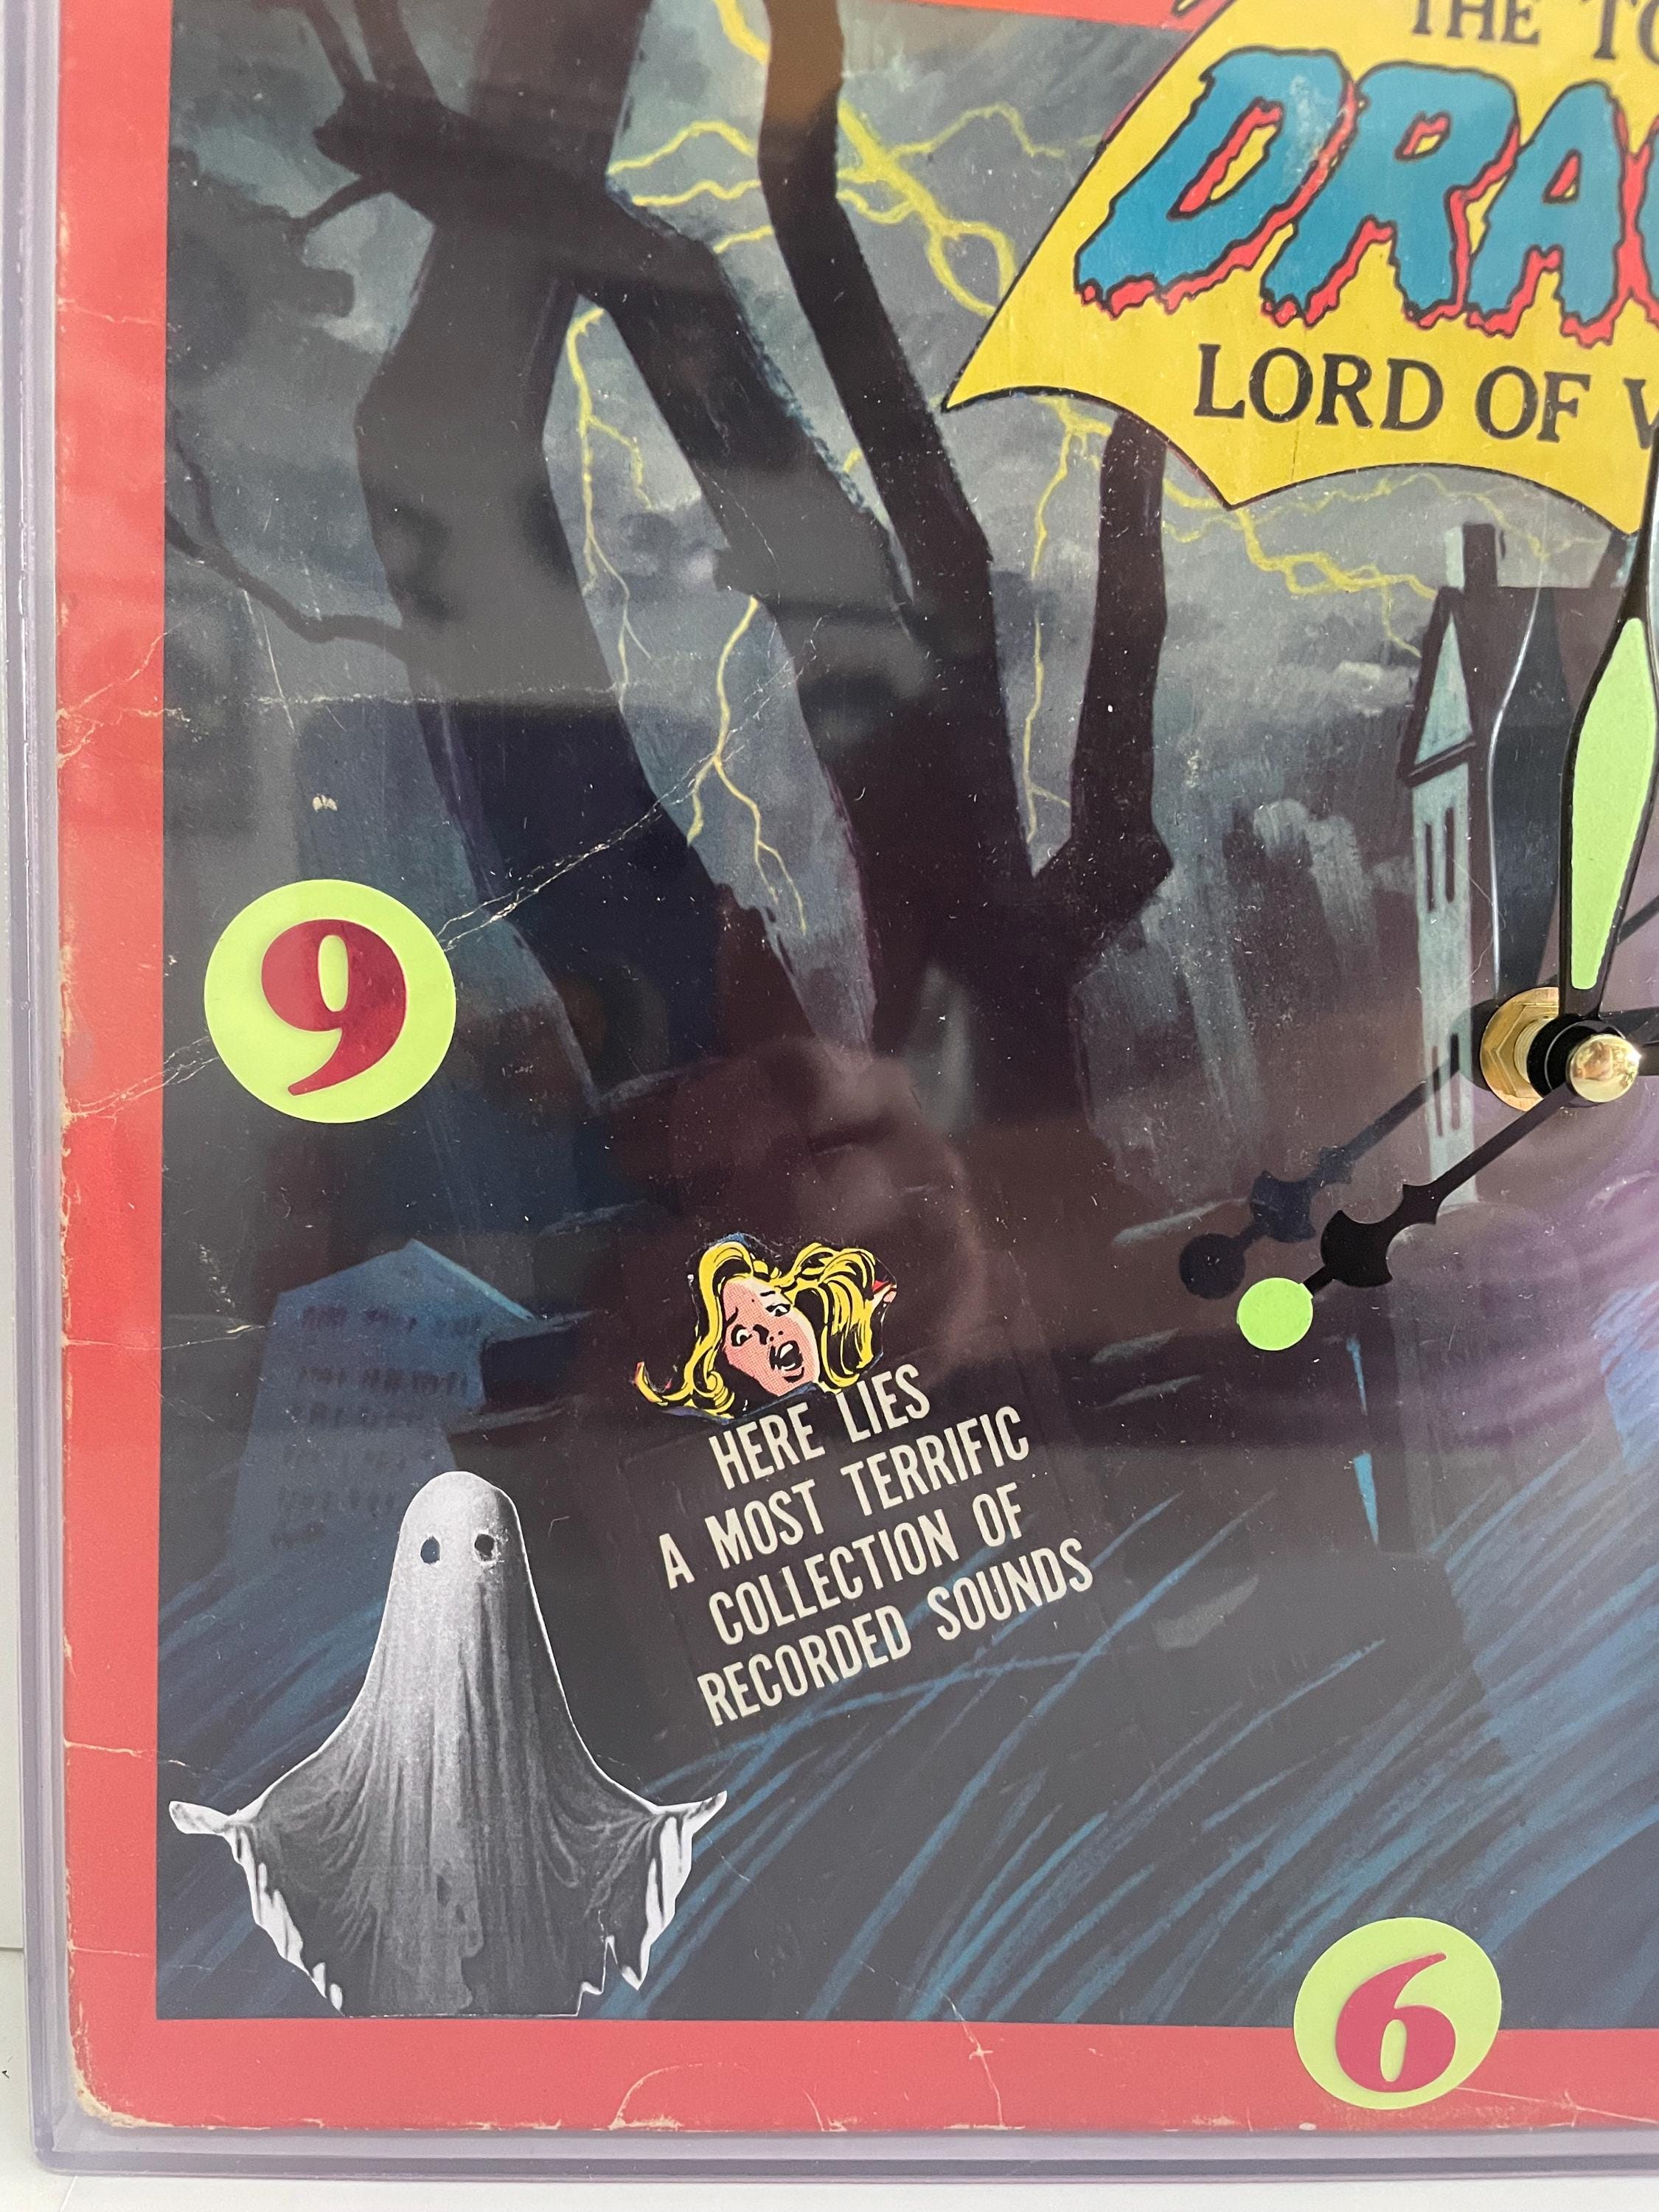 THE TO
DRAC
LORD OF V
9
HERE LIES
A MOST TERRIFIC
COLLECTION OF
RECORDED SOUNDS
6